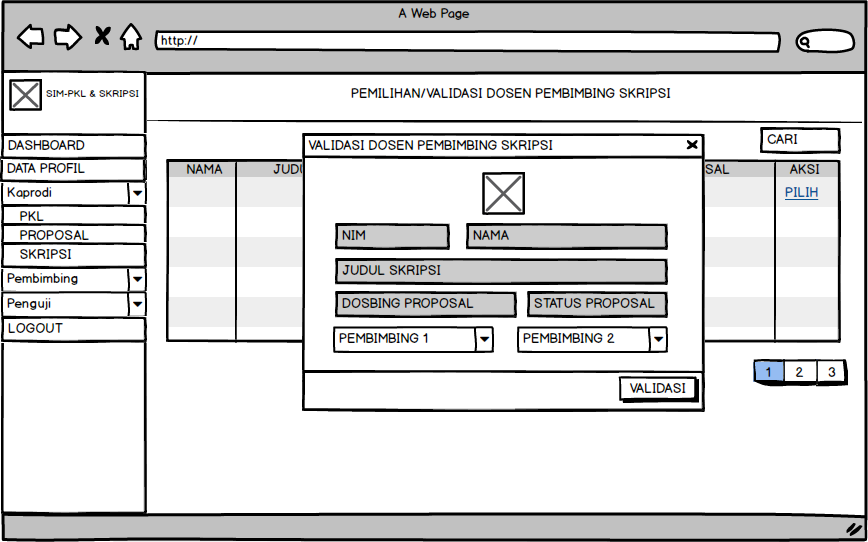 A Web Page
http://
SIM-PKL & SKRIPSI
PEMILIHAN/VALIDASI DOSEN PEMBIMBING SKRIPSI
DASHBOARD
DATA PROFIL
Kaprodi
PKL
PROPOSAL
SKRIPSI
Pembimbing
Penguji
LOGOUT
CARI
NAMA JUDU SAL AKSI
PILIH
VALIDASI DOSEN PEMBIMBING SKRIPSI
NIM NAMA
JUDUL SKRIPSI
DOSBING PROPOSAL STATUS PROPOSAL
PEMBIMBING 1 PEMBIMBING 2
VALIDASI
1 2 3